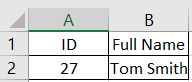 A B
1 ID Full Name
2 27 Tom Smith